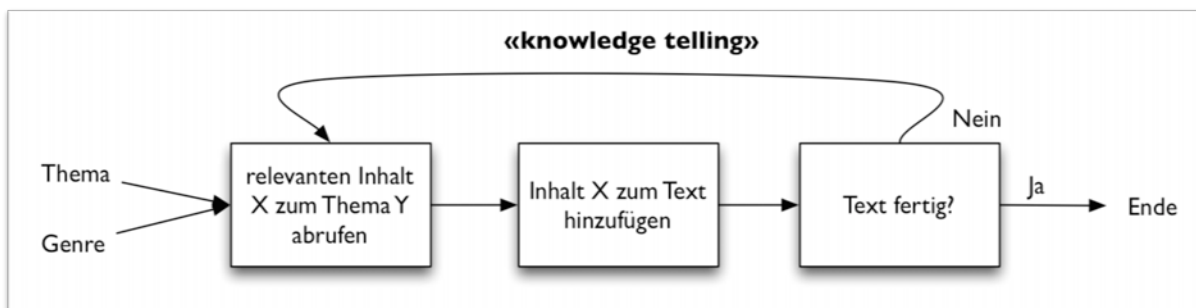 «knowledge telling»
Nein
Thema
Genre
relevanten Inhalt
X zum Thema Y
abrufen
Inhalt X zum Text
hinzufügen
Text fertig?
Ja
Ende